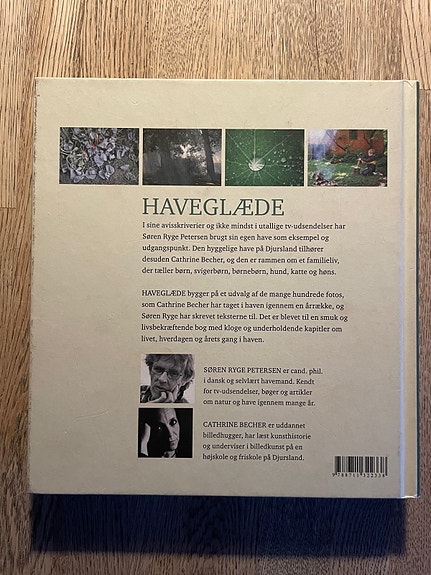 HAVEGLÆDE
I sine avisskriverier og ikke mindst i utallige tv-udsendelser har
Søren Ryge Petersen brugt sin egen have som eksempel og
udgangspunkt. Den hyggelige have på Djursland tilhører
desuden Cathrine Becher, og den er rammen om et familieliv,
der tæller børn, svigerbørn, børnebørn, hund, katte og høns.
HAVEGLÆDE bygger på et udvalg af de mange hundrede fotos,
som Cathrine Becher har taget i haven igennem en årrække, og
Søren Ryge har skrevet teksterne til. Det er blevet til en smuk og
livsbekræftende bog med kloge og underholdende kapitler om
livet, hverdagen og årets gang i haven.
SØREN RYGE PETERSEN er cand. phil.
i dansk og selvlært havemand. Kendt
for tv-udsendelser, bøger og artikler
om natur og have igennem mange år.
CATHRINE BECHER er uddannet
billedhugger, har læst kunsthistorie
og underviser i billedkunst på en
højskole og friskole på Djursland.
9 788711 322338